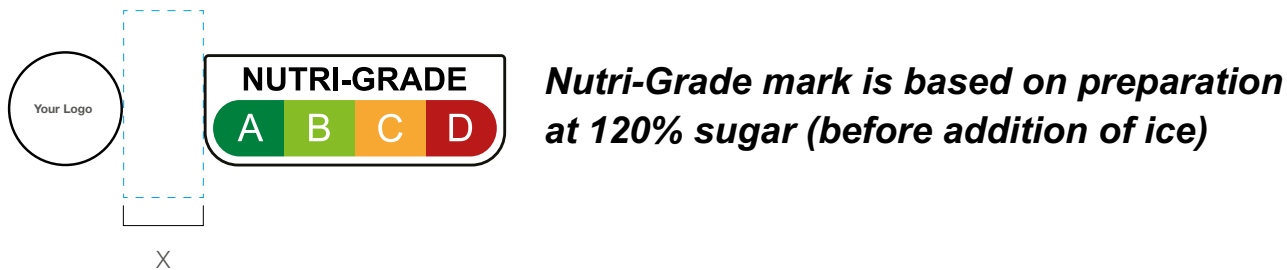 Your Logo
NUTRI-GRADE
A B C D
Nutri-Grade mark is based on preparation
at 120% sugar (before addition of ice)
X